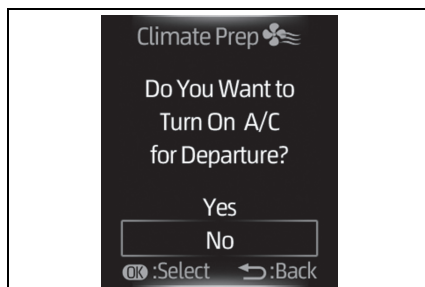 Climate Prep
Do You Want to
Turn On A/C
for Departure?
Yes
No
OK :Select :Back